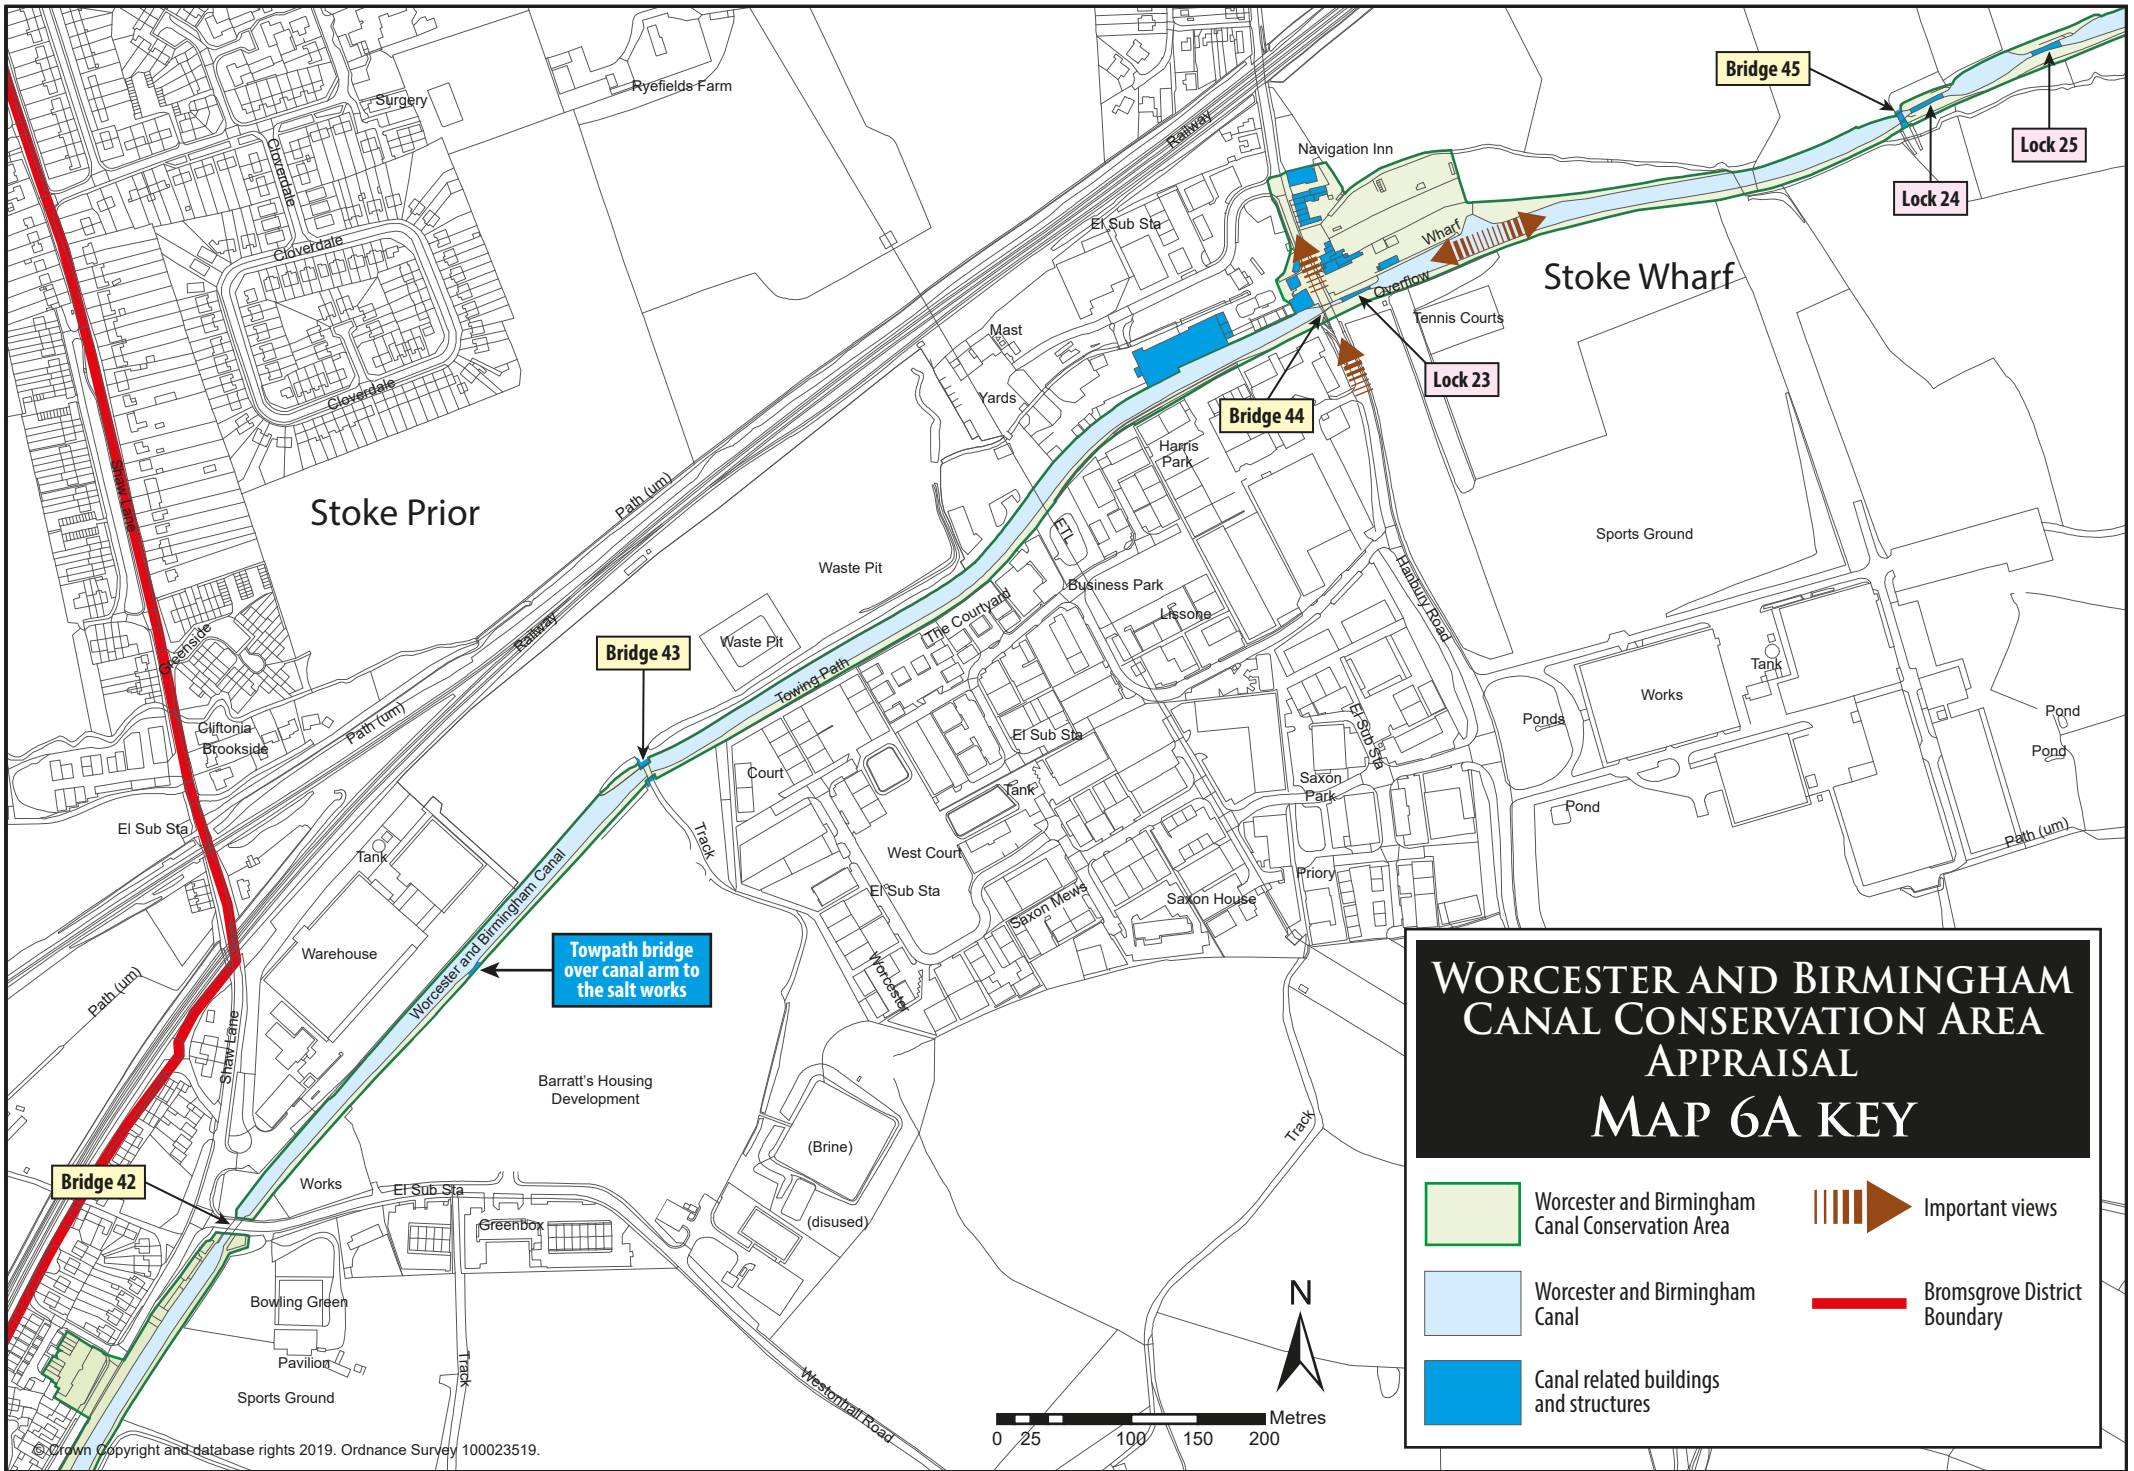 Ryefields Farm
Surgery
Cloverdale
Cloverdale
Cloverdale
Railway
Navigation Inn
El Sub Sta
Bridge 45
Lock 25
Lock 24
Wharf
Overflow
Stoke Wharf
Tennis Courts
Lock 23
Bridge 44
Mast
Yards
Harris
Park
Shaw Lane
Stoke Prior
Path (um)
Sports Ground
ETL
Waste Pit
Business Park
Lissone
Hanbury Road
The Courtyard
Waste Pit
Railway
Greenside
Bridge 43
Towing Path
Works
Tank
Ponds
Pond
Pond
Cliftonia
Brookside
Path (um)
El Sub Sta
El Sub Sta
Court
Tank
Saxon
Park
Pond
Path (um)
El Sub Sta
Tank
Track
West Court
El Sub Sta
Priory
Saxon Mews
Saxon House
Warehouse
Worcester and Birmingham Canal
Towpath bridge
over canal arm to
the salt works
Worcester
Path (um)
Shaw Lane
Barratt's Housing
Development
(Brine)
Track
Bridge 42
Works
El Sub Sta
Greenbox
(disused)
Bowling Green
Pavilion
Track
Sports Ground
Westonhall Road
N
Metres
0 25 100 150 200
© Crown Copyright and database rights 2019. Ordnance Survey 100023519.
WORCESTER AND BIRMINGHAM
CANAL CONSERVATION AREA
APPRAISAL
MAP 6A KEY
Worcester and Birmingham
Canal Conservation Area
Important views
Worcester and Birmingham
Canal
Bromsgrove District
Boundary
Canal related buildings
and structures